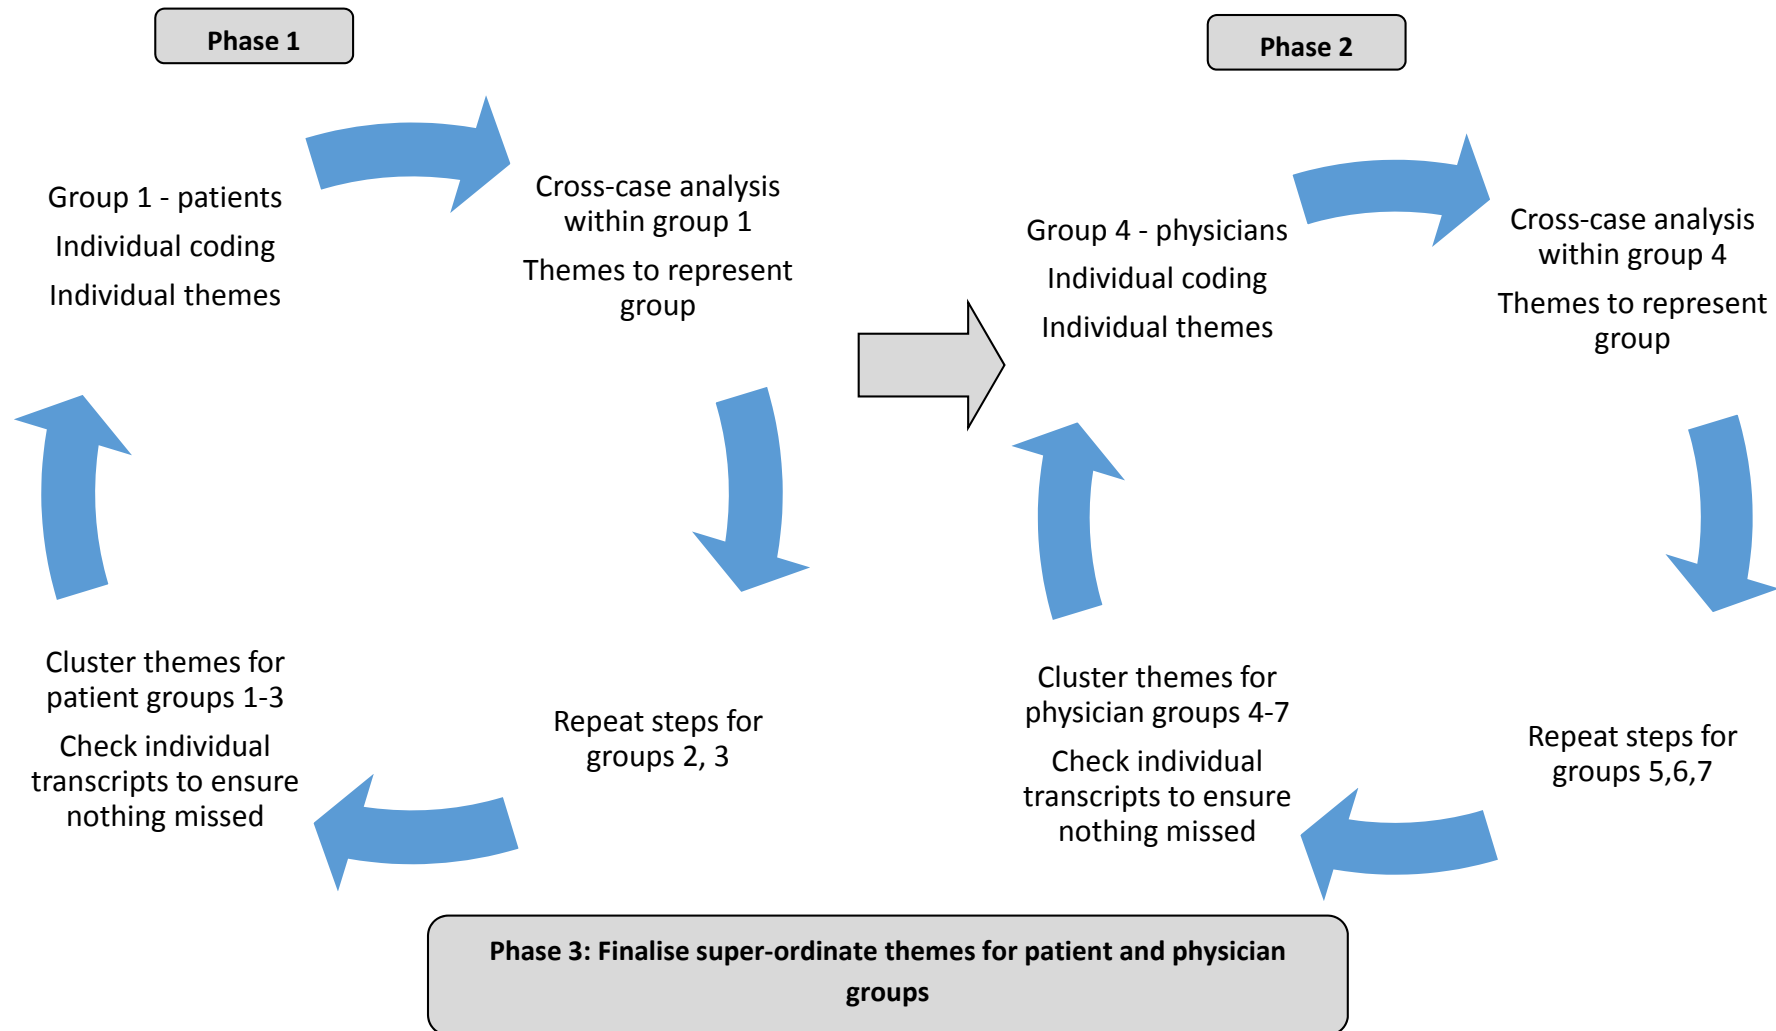 Phase 1
Group 1 - patients
Individual coding
Individual themes
Cross-case analysis
within group 1
Themes to represent
group
Repeat steps for
groups 2, 3
Cluster themes for
patient groups 1-3
Check individual
transcripts to ensure
nothing missed
Phase 2
Group 4 - physicians
Individual coding
Individual themes
Cross-case analysis
within group 4
Themes to represent
group
Repeat steps for
groups 5,6,7
Cluster themes for
physician groups 4-7
Check individual
transcripts to ensure
nothing missed
Phase 3: Finalise super-ordinate themes for patient and physician
groups